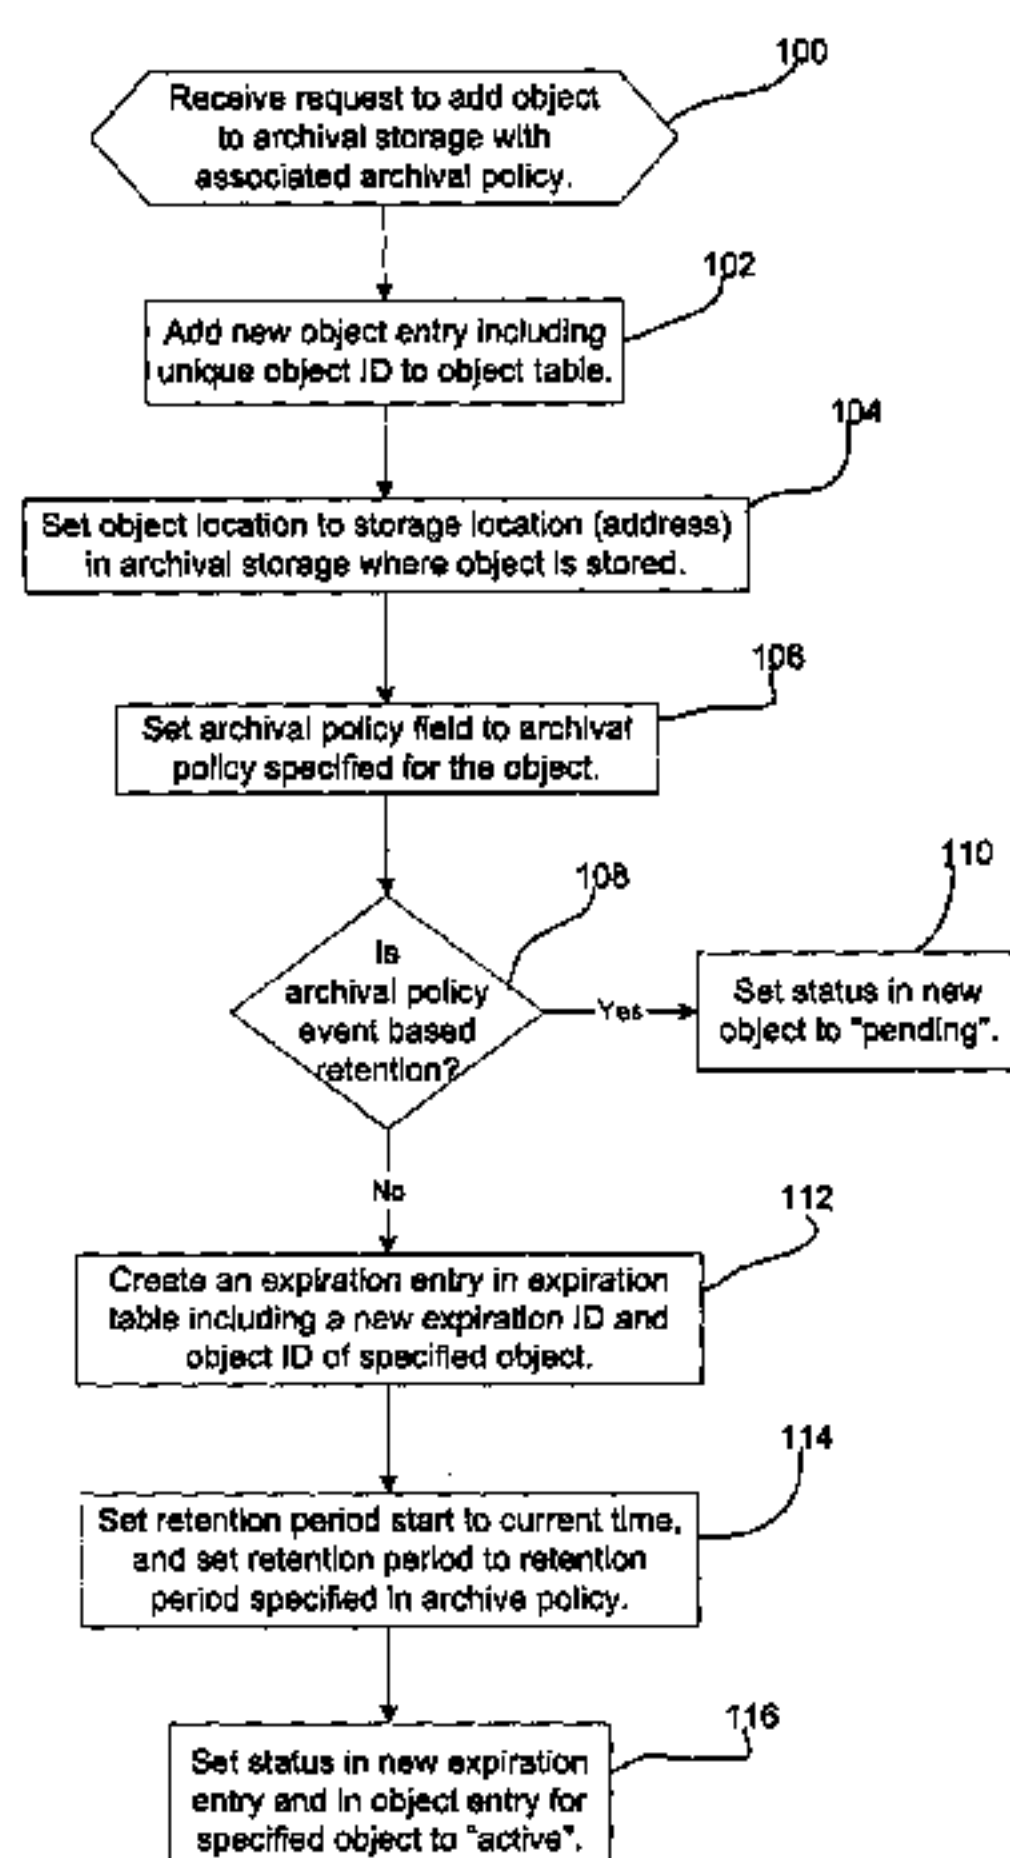 100
Receive request to add object
to archival storage with
associated archival policy.
102
Add new object entry including
unique object ID to object table.
104
Set object location to storage location (address)
in archival storage where object is stored.
106
Set archival policy field to archival
policy specified for the object.
108
110
Is
archival policy
event based
retention?
Yes
Set status in new
object to "pending".
No
112
Create an expiration entry in expiration
table including a new expiration ID and
object ID of specified object.
114
Set retention period start to current time,
and set retention period to retention
period specified in archive policy.
116
Set status in new expiration
entry and in object entry for
specified object to "active".